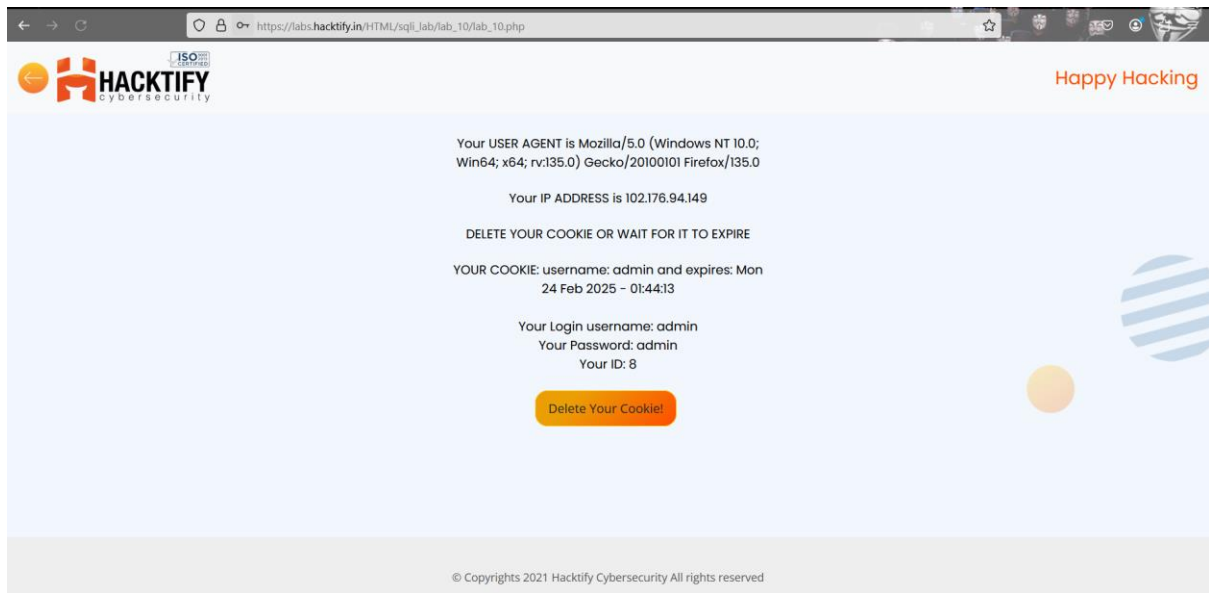 https://labs.hacktify.in/HTML/sqli_lab/lab_10/lab_10.php
ISO
CERTIFIED
HACKTIFY
cybersecurity
Happy Hacking
Your USER AGENT is Mozilla/5.0 (Windows NT 10.0;
Win64; x64; rv:135.0) Gecko/20100101 Firefox/135.0
Your IP ADDRESS is 102.176.94.149
DELETE YOUR COOKIE OR WAIT FOR IT TO EXPIRE
YOUR COOKIE: username: admin and expires: Mon
24 Feb 2025 - 01:44:13
Your Login username: admin
Your Password: admin
Your ID: 8
Delete Your Cookie!
© Copyrights 2021 Hacktify Cybersecurity All rights reserved